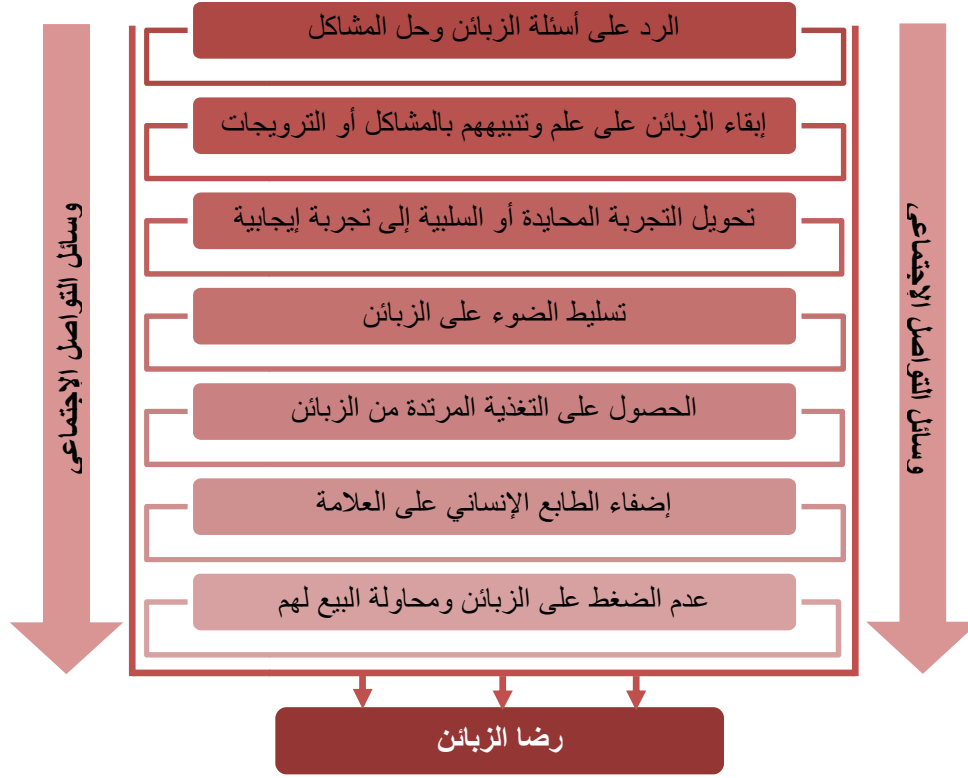 الرد على أسئلة الزبائن وحل المشاكل
إبقاء الزبائن على علم وتنبيههم بالمشاكل أو الترويجات
تحويل التجربة المحايدة أو السلبية إلى تجربة إيجابية
تسليط الضوء على الزبائن
الحصول على التغذية المرتدة من الزبائن
إضفاء الطابع الإنساني على العلامة
عدم الضغط على الزبائن ومحاولة البيع لهم
وسائل التواصل الإجتماعى
وسائل التواصل الإجتماعى
رضا الزبائن